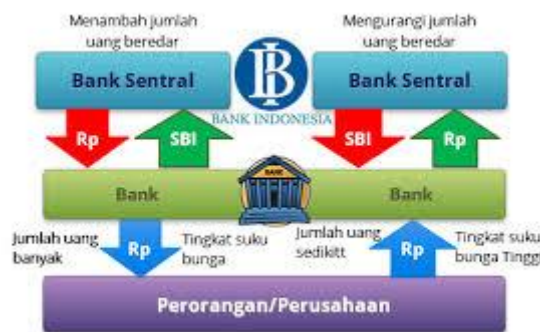 Menambah jumlah
uang beredar
Mengurangi jumlah
uang beredar
Bank Sentral
BI
BANK INDONESIA
Bank Sentral
Rp
SBI
SBI
Rp
Bank
BANK
Bank
Jumlah uang
banyak
Rp
Tingkat suku
bunga
Jumlah uang
sedikitt
Rp
Tingkat suku
bunga Tinggi
Perorangan/Perusahaan